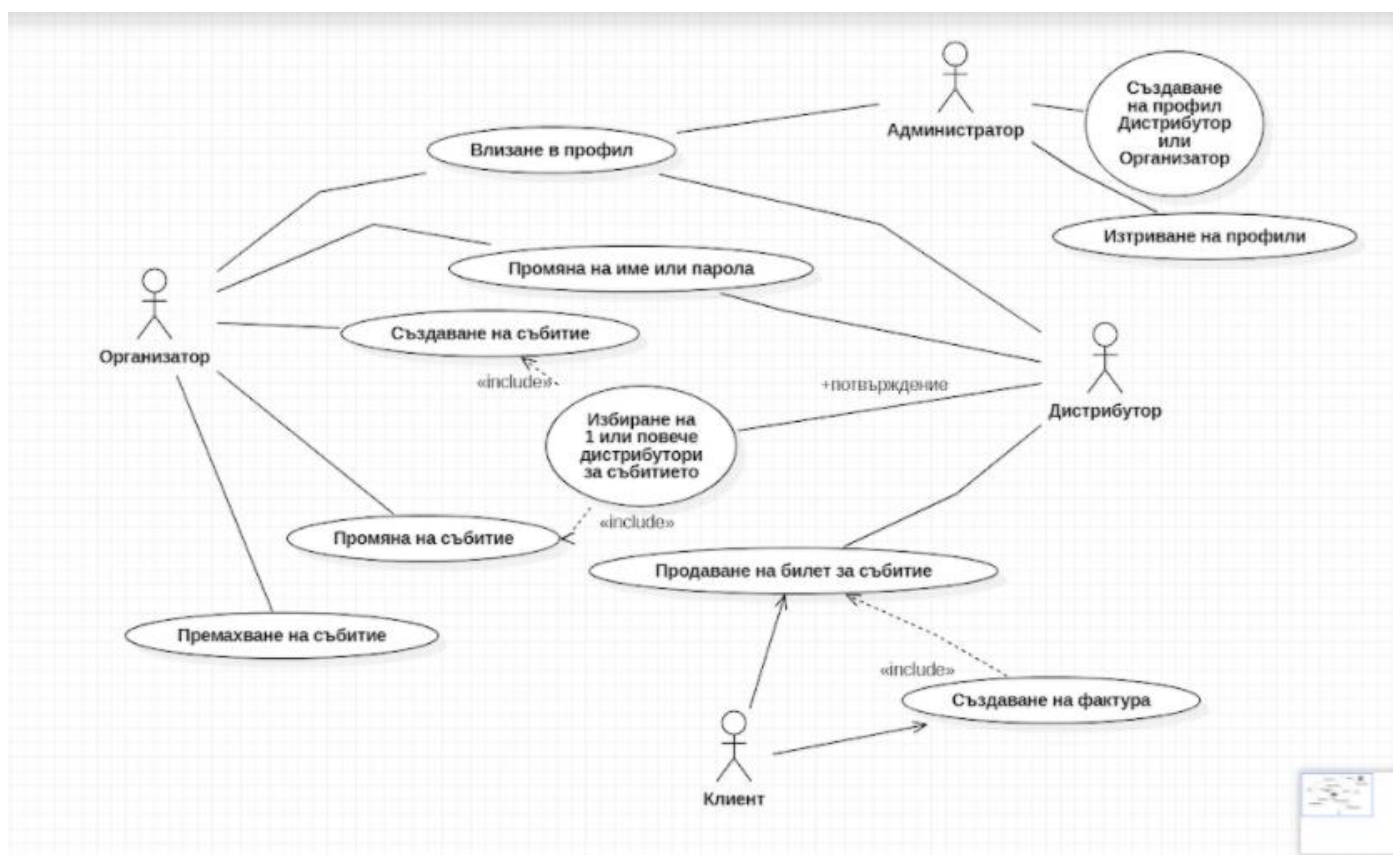 Създаване
на профил
Дистрибутор
или
Организатор
Администратор
Влизане в профил
Изтриване на профили
Промяна на име или парола
Създаване на събитие
Организатор
«include»
+потвърждение
Дистрибутор
Избиране на
1 или повече
дистрибутори
за събитието
«include»
Промяна на събитие
Продаване на билет за събитие
Премахване на събитие
«include»
Създаване на фактура
Клиент